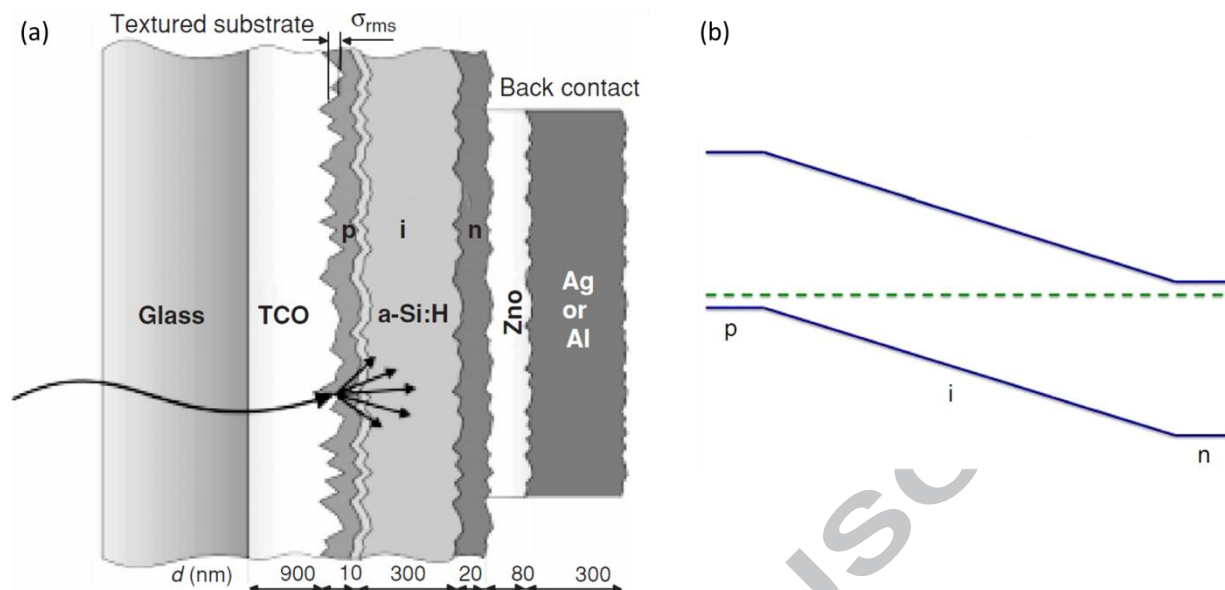 (a)
Textured substrate
σrms
Back contact
Glass
TCO
p
i
a-Si:H
n
Zno
Ag
or
Al
d (nm)
900
10
300
20
80
300
(b)
p
i
n